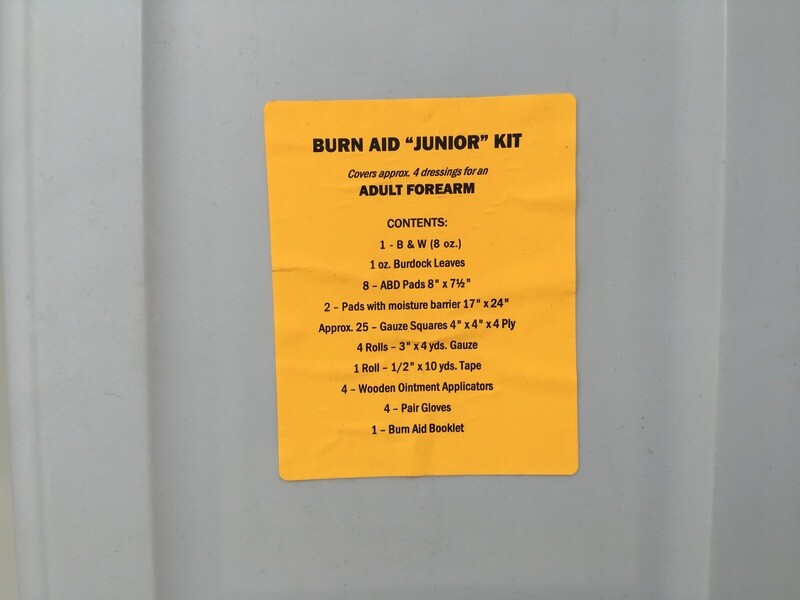 BURN AID “JUNIOR” KIT
Covers approx. 4 dressings for an
ADULT FOREARM
CONTENTS:
1 - B & W (8 oz.)
1 oz. Burdock Leaves
8 – ABD Pads 8" x 7½"
2 – Pads with moisture barrier 17" x 24"
Approx. 25 – Gauze Squares 4" x 4" x 4 Ply
4 Rolls – 3" x 4 yds. Gauze
1 Roll – 1/2" x 10 yds. Tape
4 – Wooden Ointment Applicators
4 – Pair Gloves
1 – Burn Aid Booklet